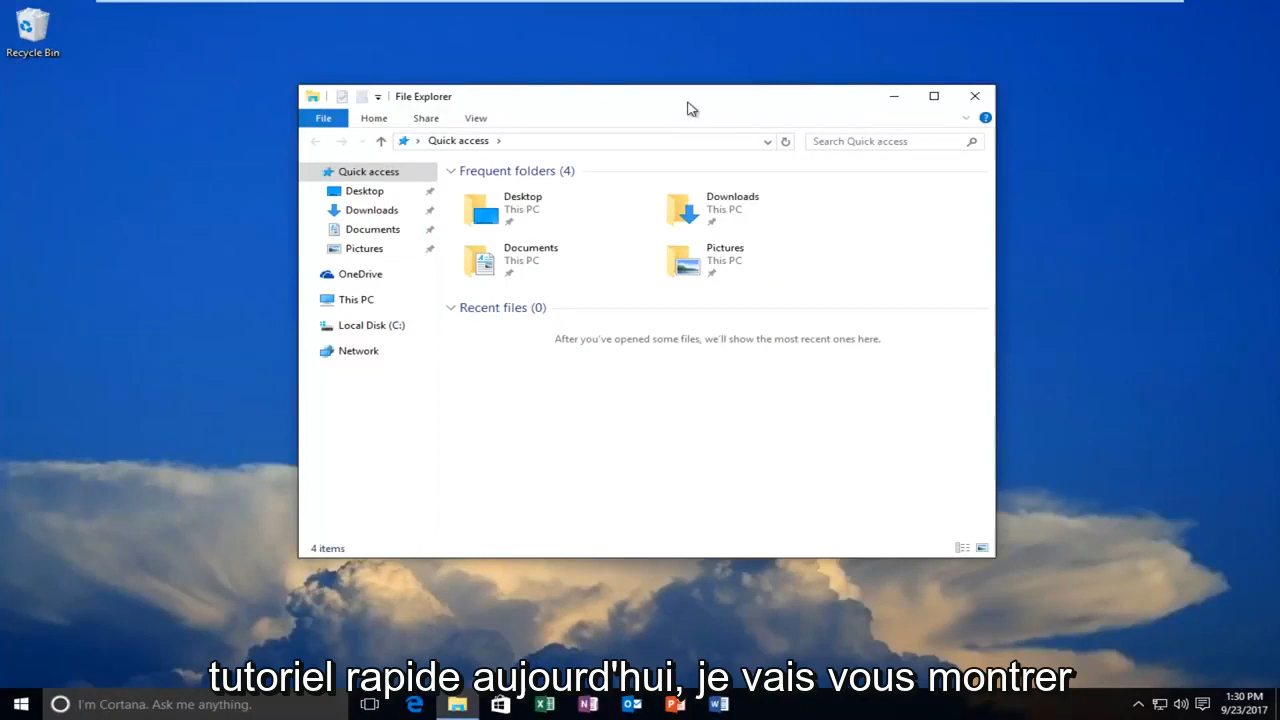 Recycle Bin
File Explorer
File Home Share View
Quick access
Search Quick access
Quick access
Desktop
Downloads
Documents
Pictures
OneDrive
This PC
Local Disk (C:)
Network
Frequent folders (4)
Desktop
This PC
Downloads
This PC
Documents
This PC
Pictures
This PC
Recent files (0)
After you've opened some files, we'll show the most recent ones here.
4 items
tutoriel rapide aujourd'hui, je vais vous montrer
I'm Cortana. Ask me anything.
1:30 PM
9/23/2017